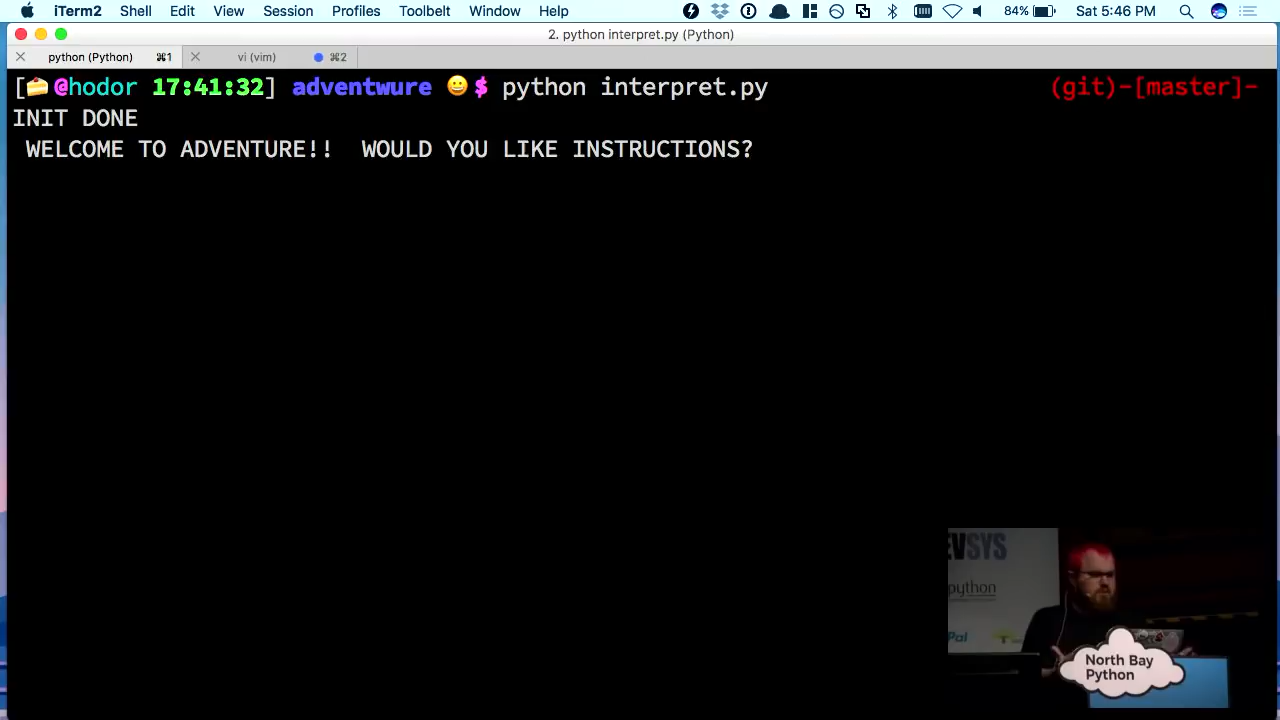 iTerm2 Shell Edit View Session Profiles Toolbelt Window Help 84% Sat 5:46 PM
2. python interpret.py (Python)
python (Python) ⌘1 vi (vim) ⌘2
[🍰@hodor 17:41:32] adventwure 😀$ python interpret.py (git)-[master]-
INIT DONE
WELCOME TO ADVENTURE!!  WOULD YOU LIKE INSTRUCTIONS?
EVSYS
python
Pal
North Bay
Python